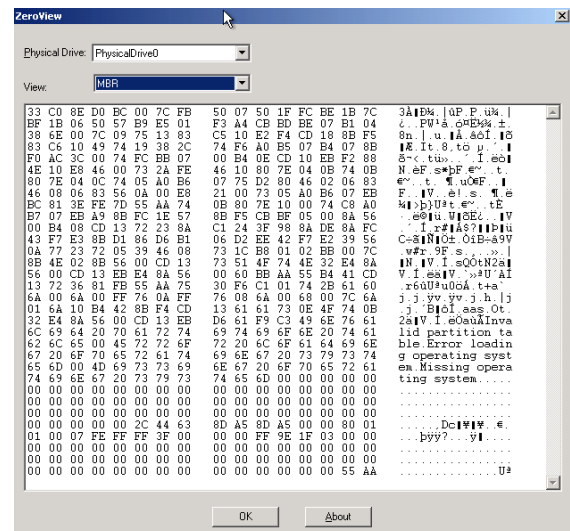 ZeroView
Physical Drive: PhysicalDrive0
View: MBR
33 C0 8E D0 BC 00 7C FB 50 07 50 1F FC BE 1B 7C
BF 1B 06 50 57 B9 E5 01 F3 A4 CB BD BE 07 B1 04
38 6E 00 7C 09 75 13 83 C5 10 E2 F4 CD 18 8B F5
83 C6 10 49 74 19 38 2C 74 F6 A0 B5 07 B4 07 8B
F0 AC 3C 00 74 FC BB 07 00 B4 0E CD 10 EB F2 88
4E 10 E8 46 00 73 2A FE 46 10 80 7E 04 0B 74 0B
80 7E 04 0C 74 05 A0 B6 07 75 D2 80 46 02 06 83
46 08 06 83 56 0A 00 E8 21 00 73 05 A0 B6 07 EB
BC 81 3E FE 7D 55 AA 74 0B 80 7E 10 00 74 C8 A0
B7 07 EB A9 8B FC 1E 57 8B F5 CB BF 05 00 8A 56
00 B4 08 CD 13 72 23 8A C1 24 3F 98 8A DE 8A FC
43 F7 E3 8B D1 86 D6 B1 06 D2 EE 42 F7 E2 39 56
0A 77 23 72 05 39 46 08 73 1C B8 01 02 BB 00 7C
8B 4E 02 8B 56 00 CD 13 73 51 4F 74 4E 32 E4 8A
56 00 CD 13 EB E4 8A 56 00 60 BB AA 55 B4 41 CD
13 72 36 81 FB 55 AA 75 30 F6 C1 01 74 2B 61 60
6A 00 6A 00 FF 76 0A FF 76 08 6A 00 68 00 7C 6A
01 6A 10 B4 42 8B F4 CD 13 61 61 73 0E 4F 74 0B
32 E4 8A 56 00 CD 13 EB D6 61 F9 C3 49 6E 76 61 Inva
6C 69 64 20 70 61 72 74 69 74 69 6F 6E 20 74 61 lid partition ta
62 6C 65 00 45 72 72 6F 72 20 6C 6F 61 64 69 6E ble.Error loadin
67 20 6F 70 65 72 61 74 69 6E 67 20 73 79 73 74 g operating syst
65 6D 00 4D 69 73 73 69 6E 67 20 6F 70 65 72 61 em.Missing opera
74 69 6E 67 20 73 79 73 74 65 6D 00 00 00 00 00 ting system.....
00 00 00 00 00 00 00 00 00 00 00 00 00 00 00 00 ................
00 00 00 00 00 00 00 00 00 00 00 00 00 00 00 00 ................
00 00 00 00 00 00 00 00 00 00 00 00 00 00 00 00 ................
00 00 00 00 00 2C 44 63 8D A5 8D A5 00 00 80 01
01 00 07 FE FF FF 3F 00 00 00 FF 9E 1F 03 00 00
00 00 00 00 00 00 00 00 00 00 00 00 00 00 00 00 ................
00 00 00 00 00 00 00 00 00 00 00 00 00 00 00 00 ................
00 00 00 00 00 00 00 00 00 00 00 00 00 00 55 AA ..............Uª
OK About